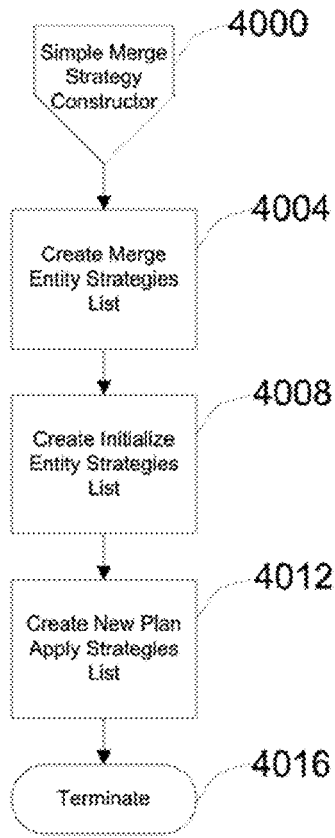 4000
Simple Merge
Strategy
Constructor
4004
Create Merge
Entity Strategies
List
4008
Create Initialize
Entity Strategies
List
4012
Create New Plan
Apply Strategies
List
4016
Terminate